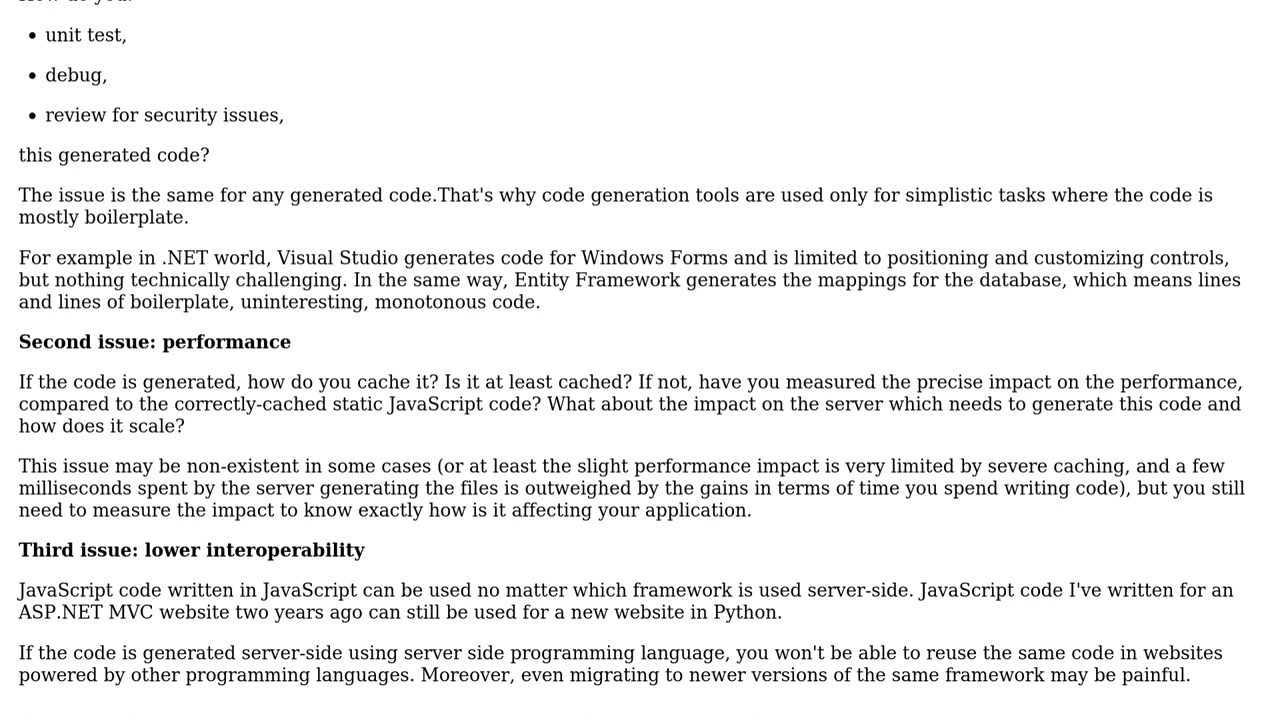 • unit test,
• debug,
• review for security issues,
this generated code?
The issue is the same for any generated code.That's why code generation tools are used only for simplistic tasks where the code is
mostly boilerplate.
For example in .NET world, Visual Studio generates code for Windows Forms and is limited to positioning and customizing controls,
but nothing technically challenging. In the same way, Entity Framework generates the mappings for the database, which means lines
and lines of boilerplate, uninteresting, monotonous code.
Second issue: performance
If the code is generated, how do you cache it? Is it at least cached? If not, have you measured the precise impact on the performance,
compared to the correctly-cached static JavaScript code? What about the impact on the server which needs to generate this code and
how does it scale?
This issue may be non-existent in some cases (or at least the slight performance impact is very limited by severe caching, and a few
milliseconds spent by the server generating the files is outweighed by the gains in terms of time you spend writing code), but you still
need to measure the impact to know exactly how is it affecting your application.
Third issue: lower interoperability
JavaScript code written in JavaScript can be used no matter which framework is used server-side. JavaScript code I've written for an
ASP.NET MVC website two years ago can still be used for a new website in Python.
If the code is generated server-side using server side programming language, you won't be able to reuse the same code in websites
powered by other programming languages. Moreover, even migrating to newer versions of the same framework may be painful.